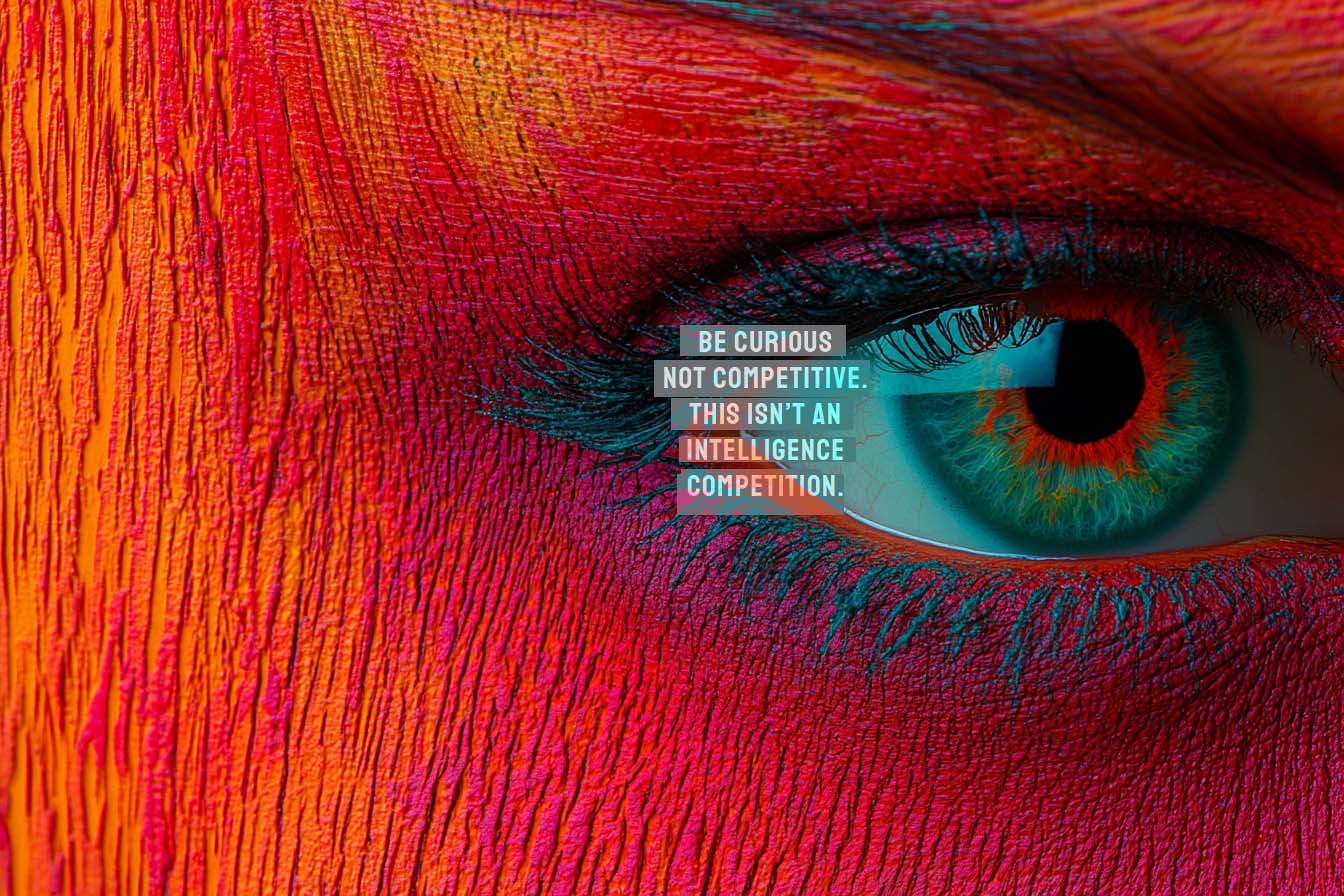 BE CURIOUS
NOT COMPETITIVE.
THIS ISN’T AN
INTELLIGENCE
COMPETITION.